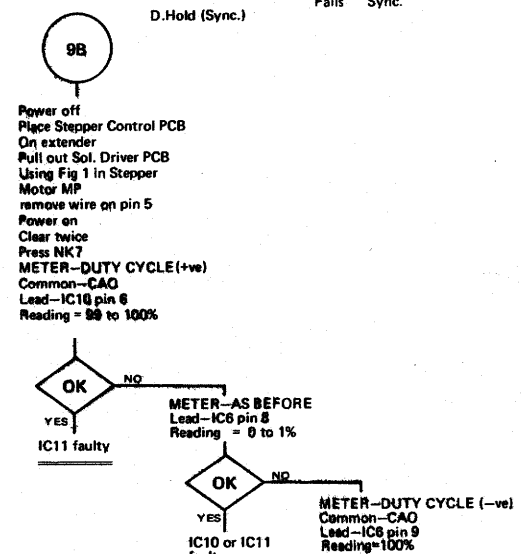 Falls Sync.
D.Hold (Sync.)
9B
Power off
Place Stepper Control PCB
On extender
Pull out Sol. Driver PCB
Using Fig 1 in Stepper
Motor MP
remove wire on pin 5
Power on
Clear twice
Press NK7
METER—DUTY CYCLE (+ve)
Common—CAO
Lead—IC10 pin 6
Reading = 99 to 100%
OK
NO
YES
IC11 faulty
METER—AS BEFORE
Lead—IC6 pin 8
Reading = 0 to 1%
OK
NO
YES
IC10 or IC11
METER—DUTY CYCLE (—ve)
Common—CAO
Lead—IC6 pin 9
Reading=100%